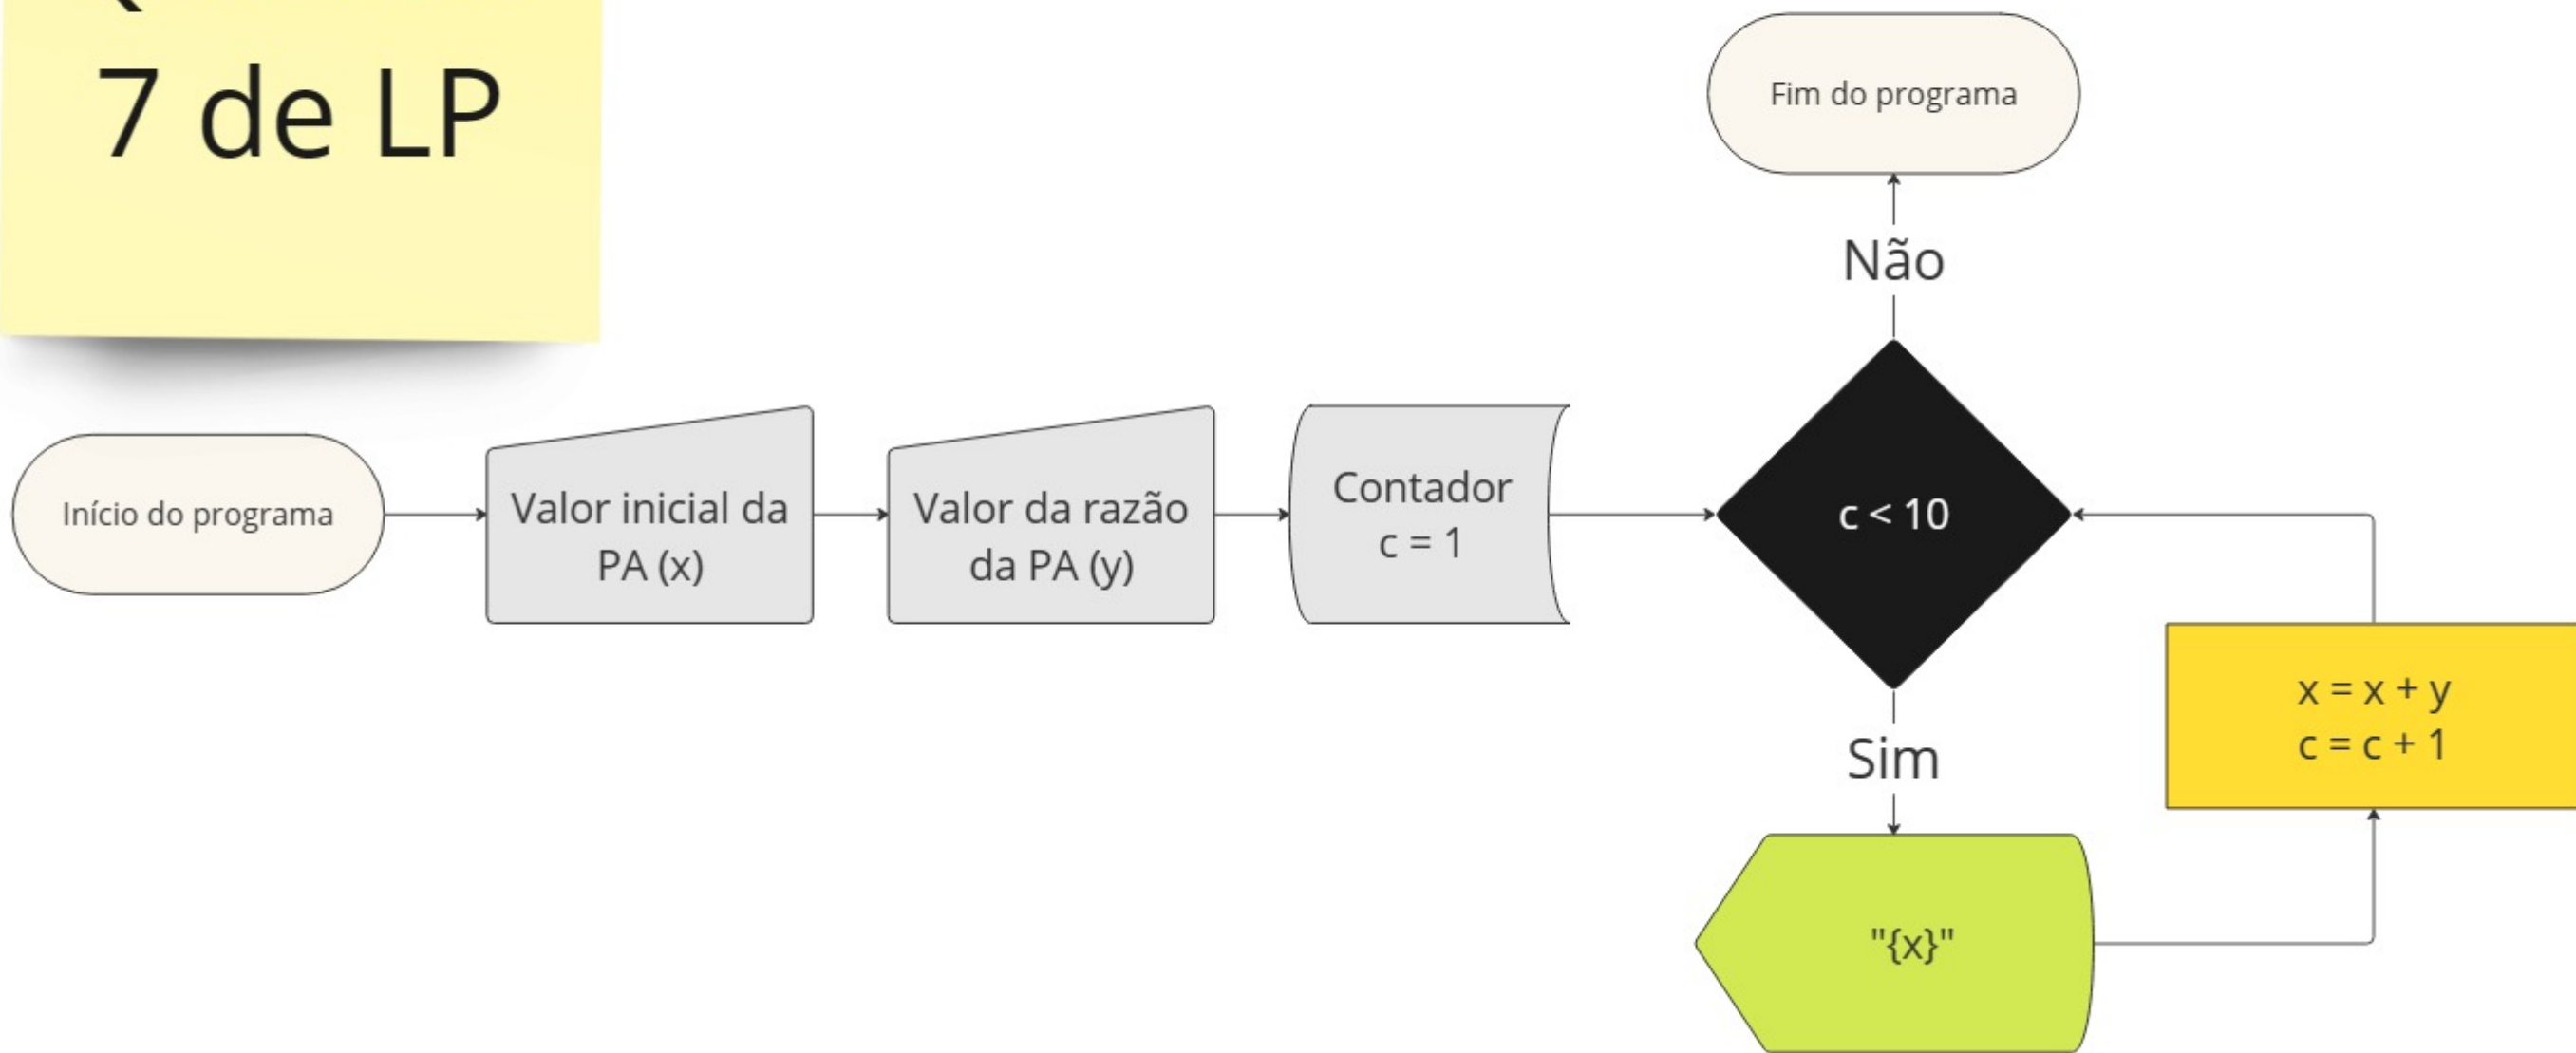 7 de LP
Fim do programa
Não
Início do programa
Valor inicial da
PA (x)
Valor da razão
da PA (y)
Contador
c = 1
c < 10
x = x + y
c = c + 1
Sim
"{x}"